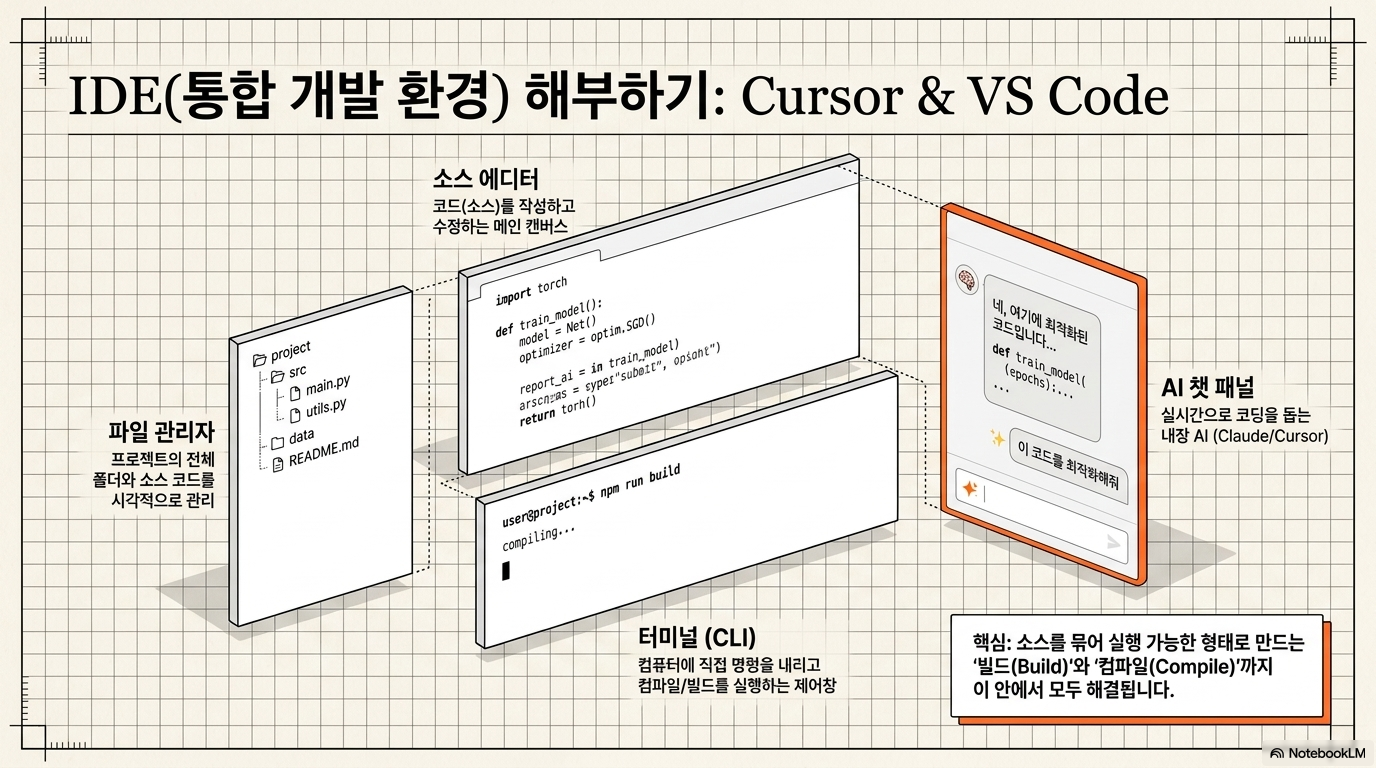 IDE(통합 개발 환경) 해부하기: Cursor & VS Code
소스 에디터
코드(소스)를 작성하고
수정하는 메인 캔버스
import torch
def train_model():
model = Net()
optimizer = optim.SGD()
report_ai = in train_model)
return torh()
project
src
main.py
utils.py
data
README.md
파일 관리자
프로젝트의 전체
폴더와 소스 코드를
시각적으로 관리
user@project:~$ npm run build
compiling...
터미널 (CLI)
컴퓨터에 직접 명령을 내리고
컴파일/빌드를 실행하는 제어창
네, 여기에 최적화된
코드입니다...
def train_model(
(epochs):...
...
이 코드를 최적화해줘
AI 챗 패널
실시간으로 코딩을 돕는
내장 AI (Claude/Cursor)
핵심: 소스를 묶어 실행 가능한 형태로 만드는
‘빌드(Build)’와 ‘컴파일(Compile)’까지
이 안에서 모두 해결됩니다.
NotebookLM